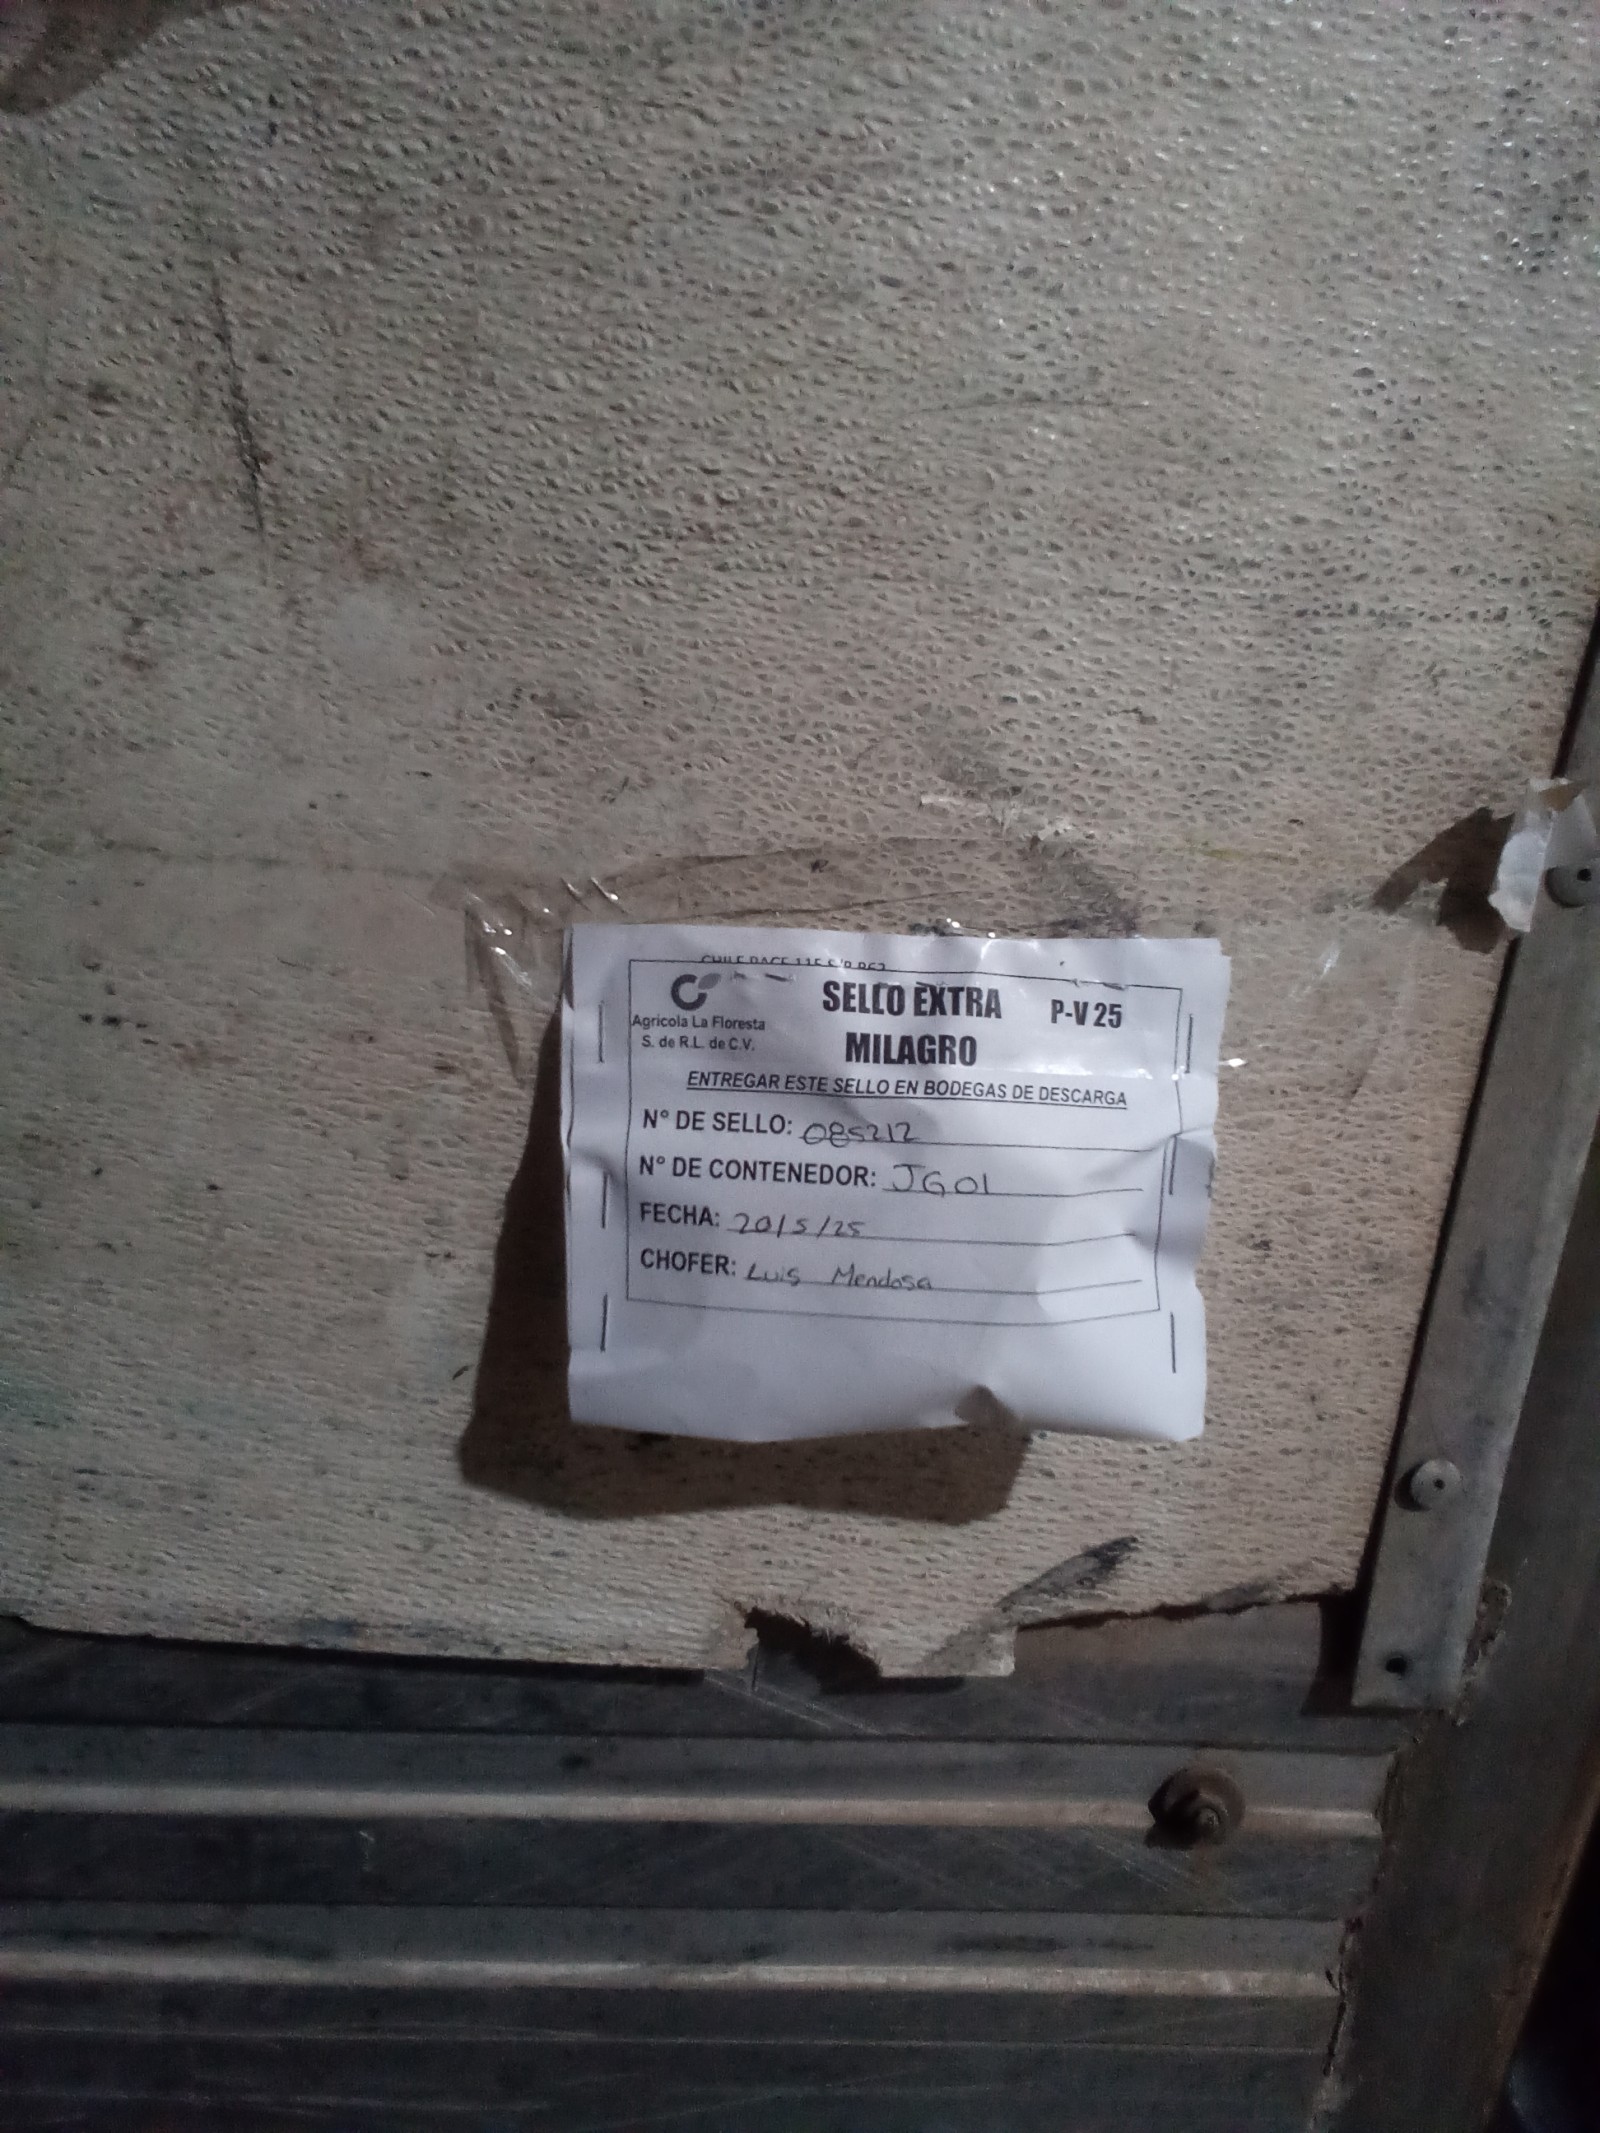 Agricola La Floresta
S. de R.L. de C.V.
SELLO EXTRA
MILAGRO
P-V 25
ENTREGAR ESTE SELLO EN BODEGAS DE DESCARGA
N° DE SELLO: 085212
N° DE CONTENEDOR: JG01
FECHA: 20/5/25
CHOFER: Luis Mendosa